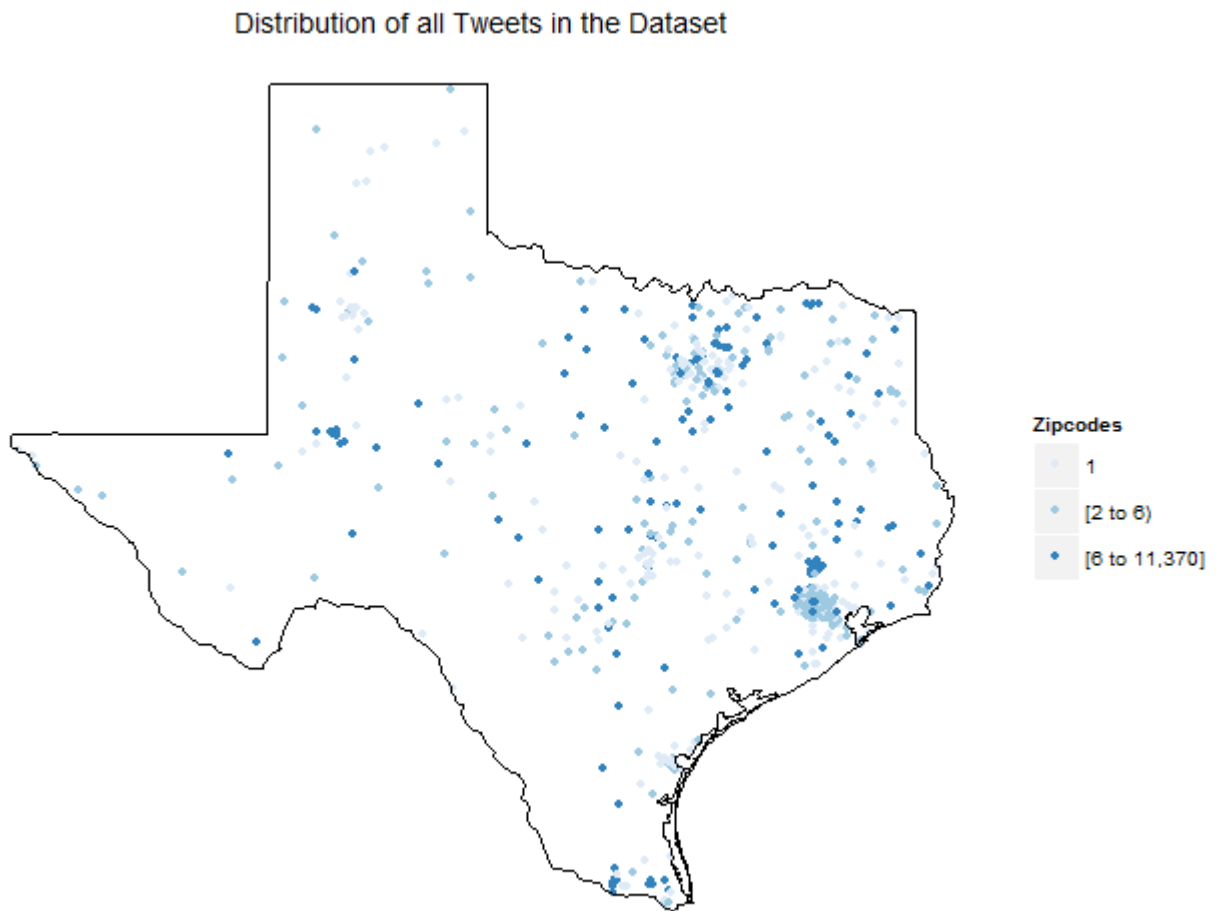 Distribution of all Tweets in the Dataset
Zipcodes
1
[2 to 6)
[6 to 11,370]